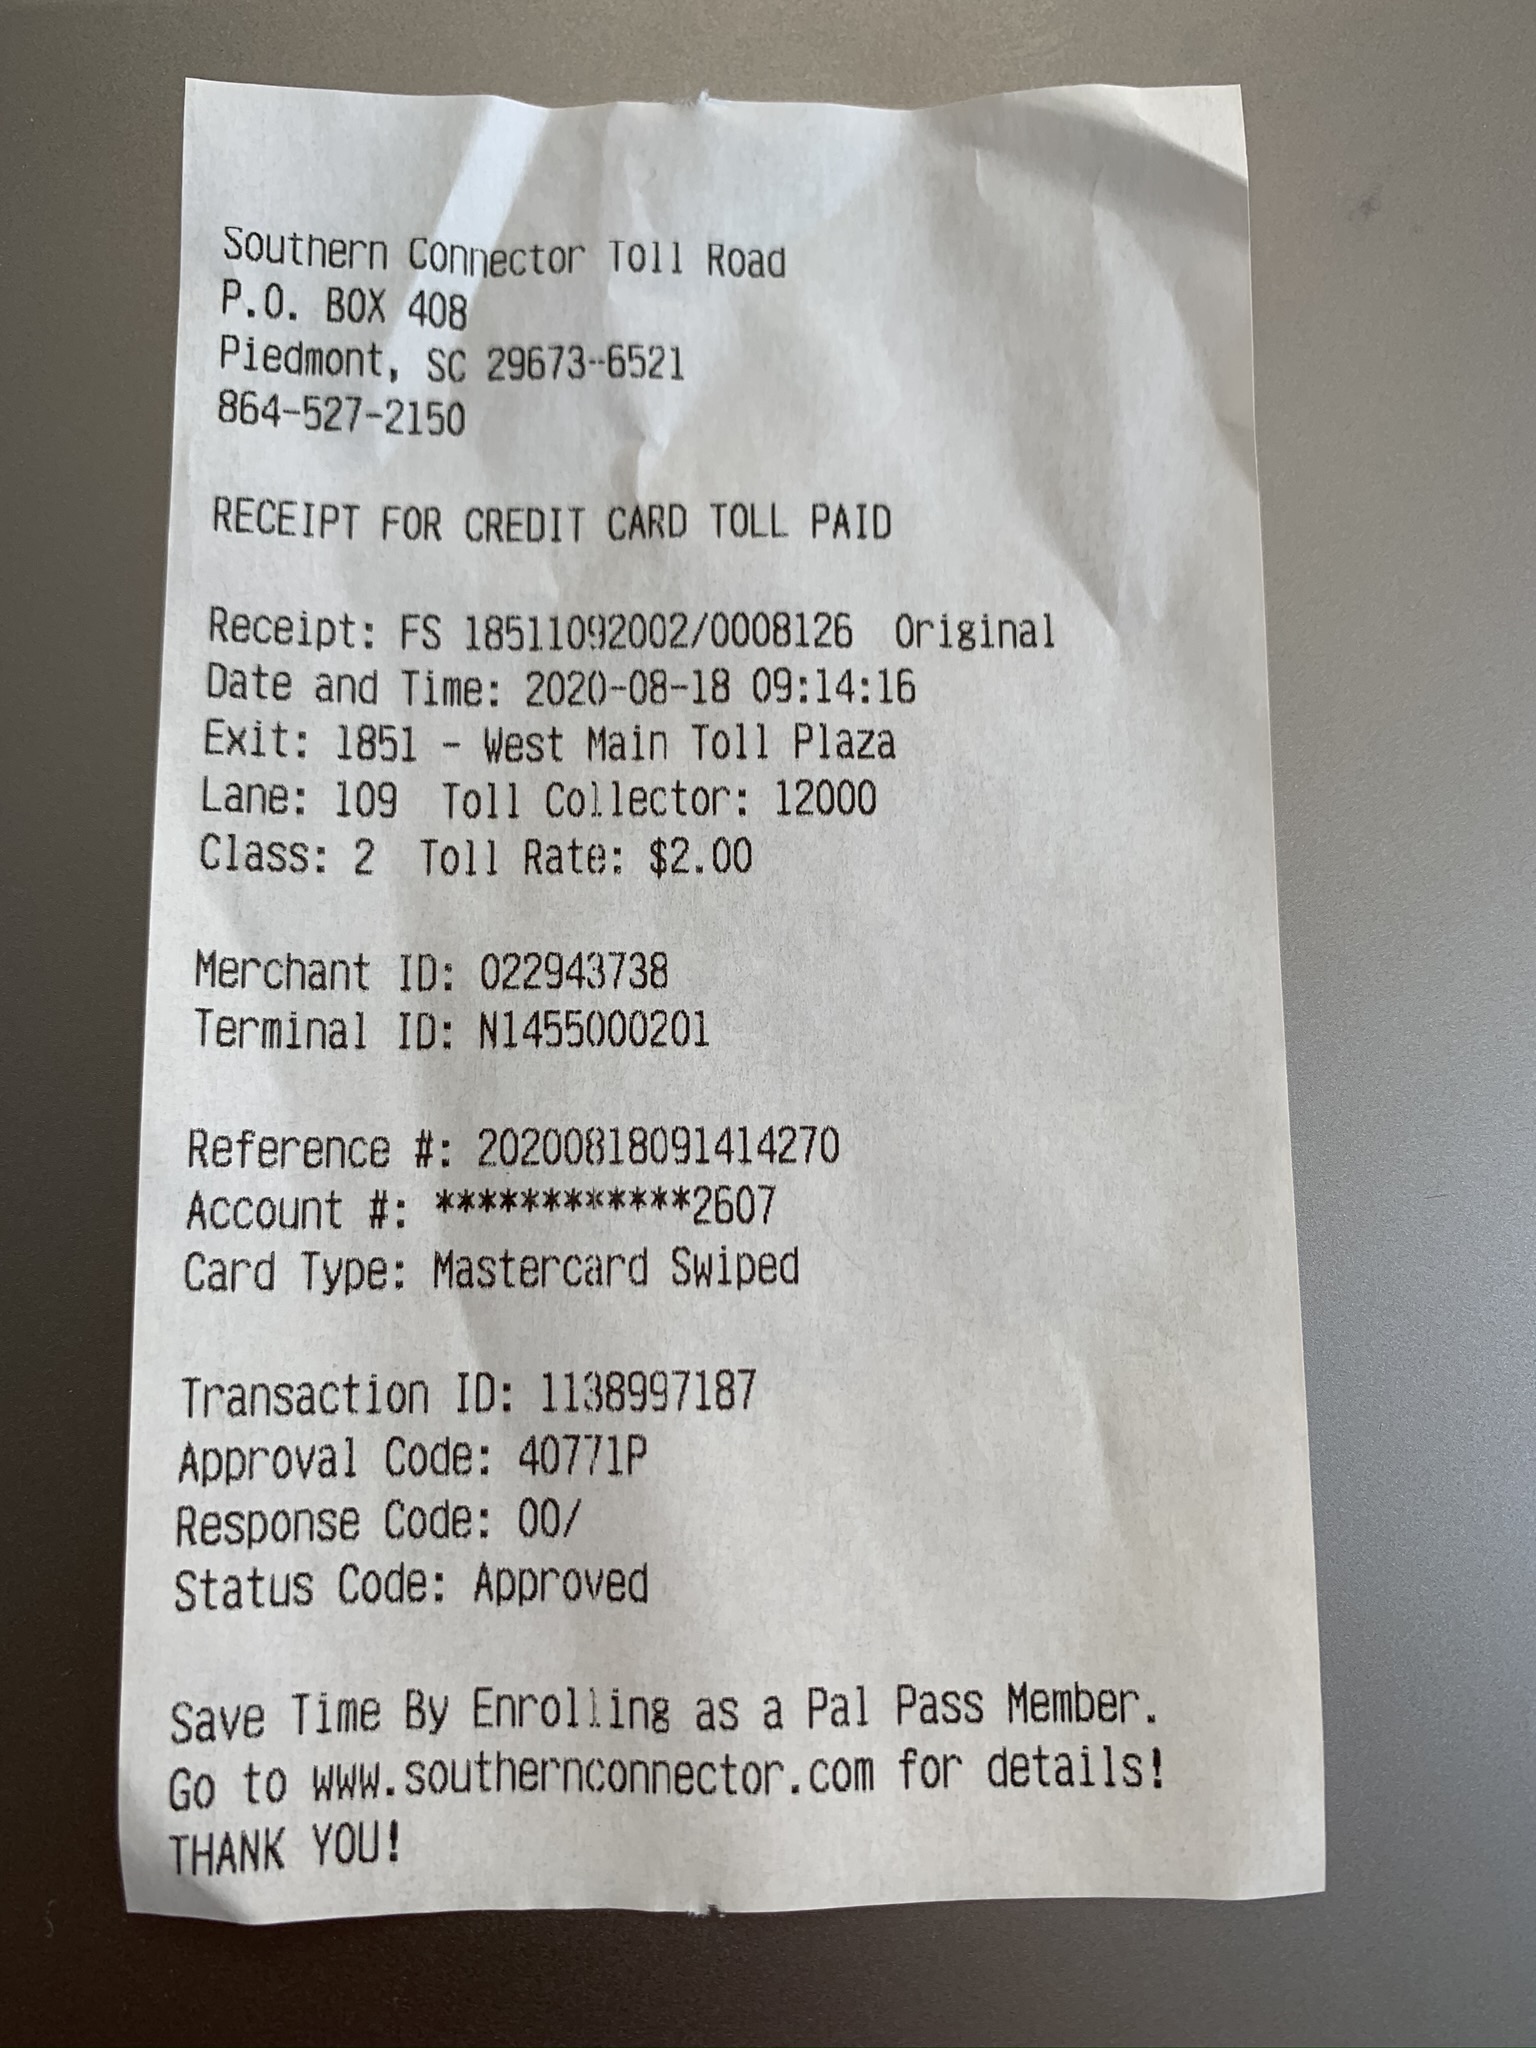 Southern Connector Toll Road
P.O. BOX 408
Piedmont, SC 29673-6521
864-527-2150
RECEIPT FOR CREDIT CARD TOLL PAID
Receipt: FS 18511092002/0008126 Original
Date and Time: 2020-08-18 09:14:16
Exit: 1851 - West Main Toll Plaza
Lane: 109 Toll Collector: 12000
Class: 2 Toll Rate: $2.00
Merchant ID: 022943738
Terminal ID: N1455000201
Reference #: 20200818091414270
Account #: ************2607
Card Type: Mastercard Swiped
Transaction ID: 1138997187
Approval Code: 40771P
Response Code: 00/
Status Code: Approved
Save Time By Enrolling as a Pal Pass Member.
Go to www.southernconnector.com for details!
THANK YOU!